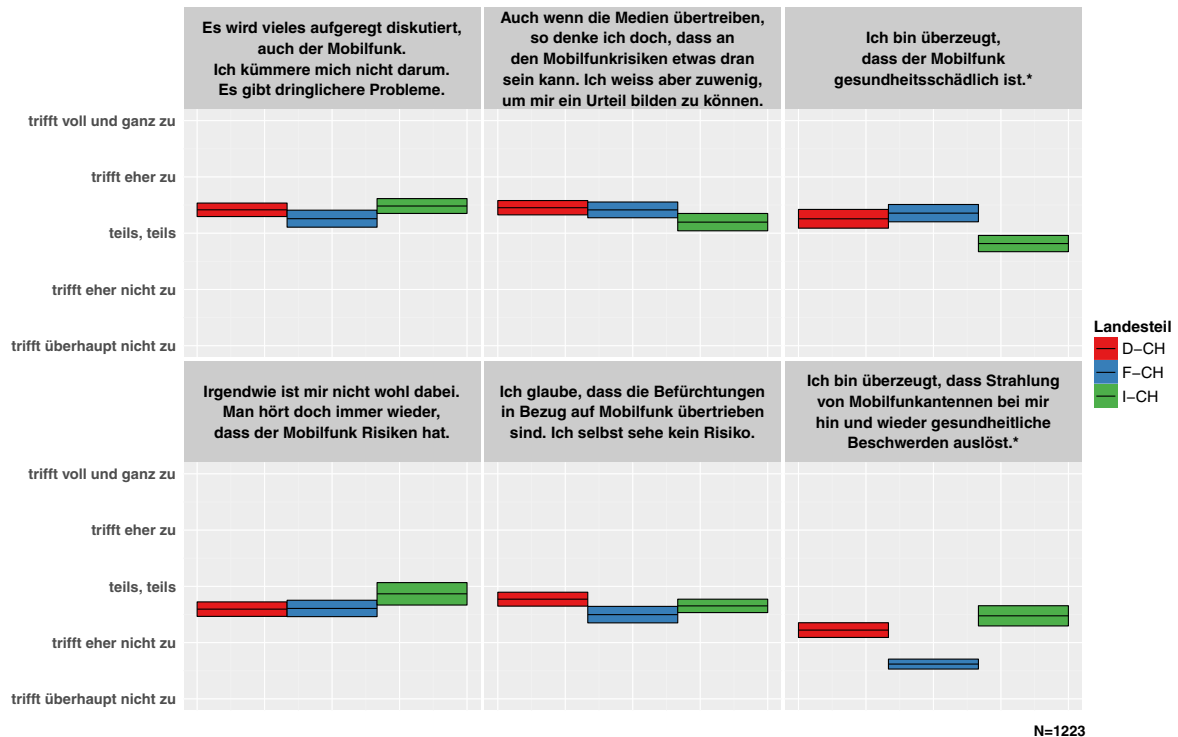 Es wird vieles aufgeregt diskutiert,
auch der Mobilfunk.
Ich kümmere mich nicht darum.
Es gibt dringlichere Probleme.
Auch wenn die Medien übertreiben,
so denke ich doch, dass an
den Mobilfunkrisiken etwas dran
sein kann. Ich weiss aber zuwenig,
um mir ein Urteil bilden zu können.
Ich bin überzeugt,
dass der Mobilfunk
gesundheitsschädlich ist.*
trifft voll und ganz zu
trifft eher zu
teils, teils
trifft eher nicht zu
trifft überhaupt nicht zu
Landesteil
D−CH
F−CH
I−CH
Irgendwie ist mir nicht wohl dabei.
Man hört doch immer wieder,
dass der Mobilfunk Risiken hat.
Ich glaube, dass die Befürchtungen
in Bezug auf Mobilfunk übertrieben
sind. Ich selbst sehe kein Risiko.
Ich bin überzeugt, dass Strahlung
von Mobilfunkantennen bei mir
hin und wieder gesundheitliche
Beschwerden auslöst.*
trifft voll und ganz zu
trifft eher zu
teils, teils
trifft eher nicht zu
trifft überhaupt nicht zu
N=1223